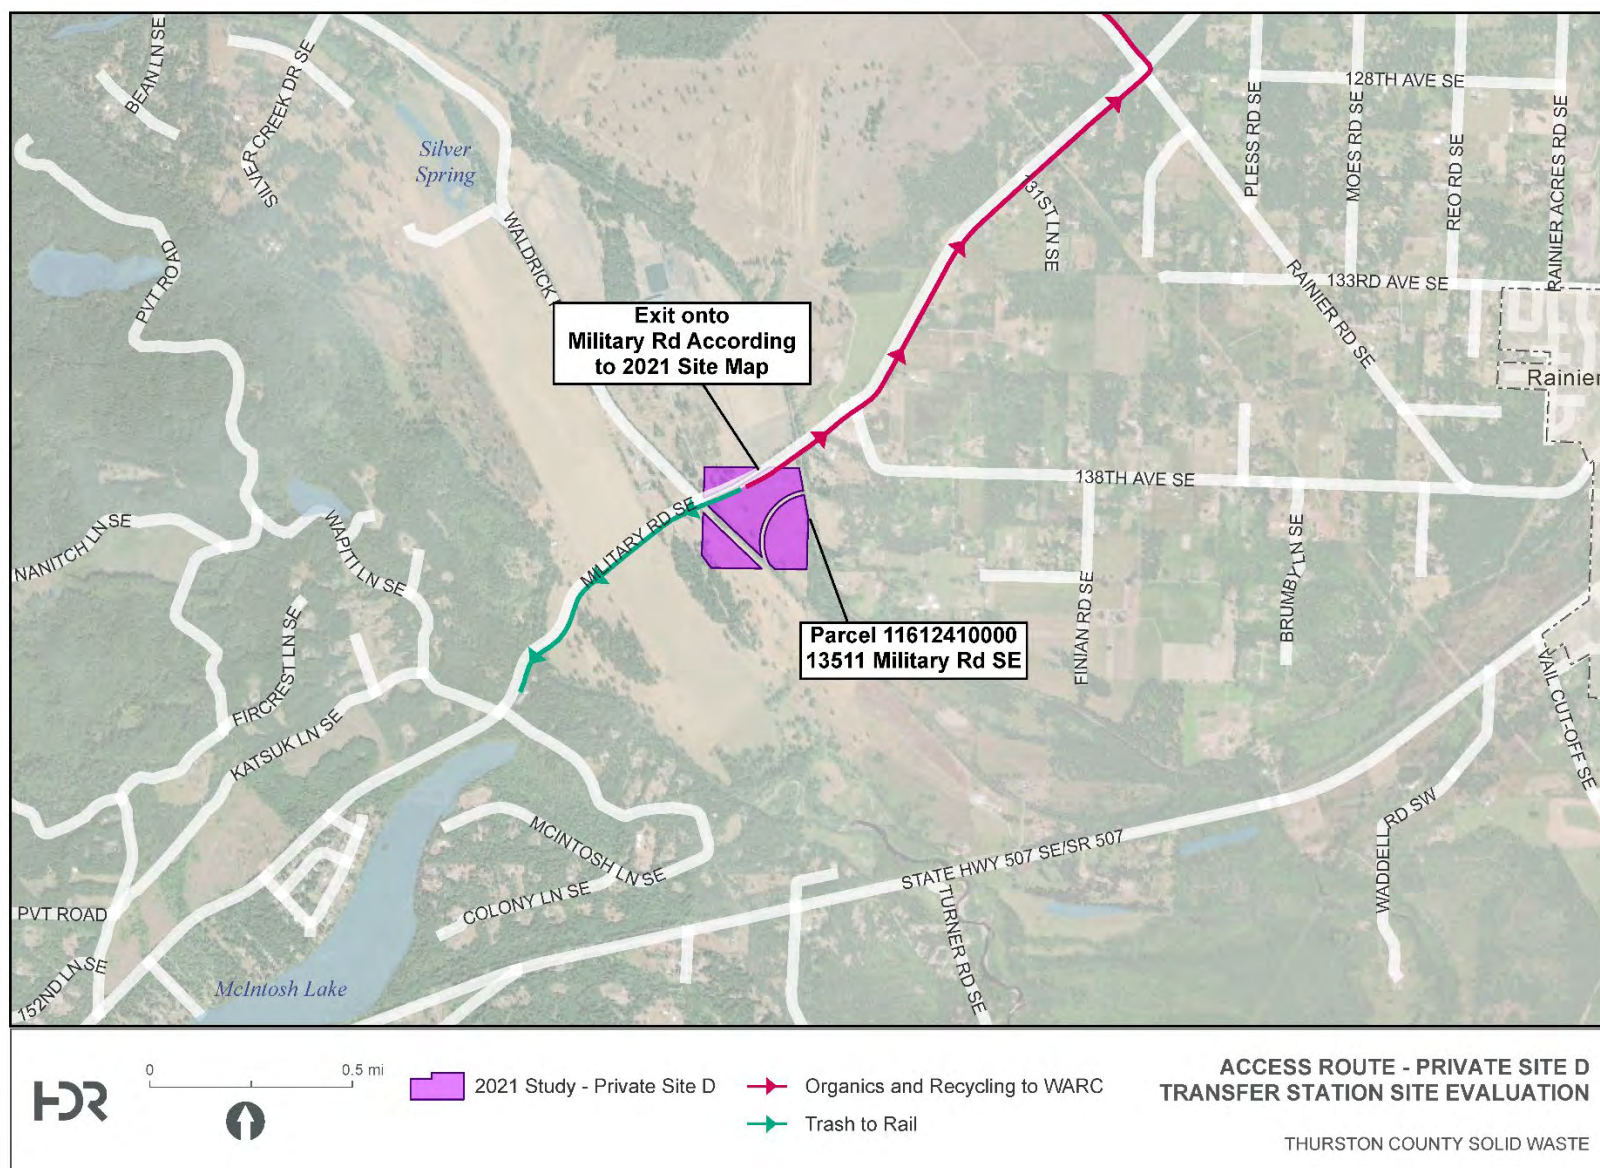 BEAN LN SE
SILVER CREEK DR SE
Silver
Spring
128TH AVE SE
PLESS RD SE
MOES RD SE
REO RD SE
RAINIER ACRES RD SE
131ST LN SE
PVT ROAD
WALDRICK
133RD AVE SE
RAINIER RD SE
Exit onto
Military Rd According
to 2021 Site Map
Rainier
138TH AVE SE
MILITARY RD SE
NANITCH LN SE
WAPITI LN SE
FINIAN RD SE
BRUMBY LN SE
Parcel 11612410000
13511 Military Rd SE
FIRCREST LN SE
KATSUK LN SE
VAIL CUT-OFF SE
WADDELL RD SW
MCINTOSH LN SE
COLONY LN SE
STATE HWY 507 SE/SR 507
TURNER RD SE
PVT ROAD
152ND LN SE
McIntosh Lake
HDR
0 0.5 mi
2021 Study - Private Site D
Organics and Recycling to WARC
Trash to Rail
ACCESS ROUTE - PRIVATE SITE D
TRANSFER STATION SITE EVALUATION
THURSTON COUNTY SOLID WASTE